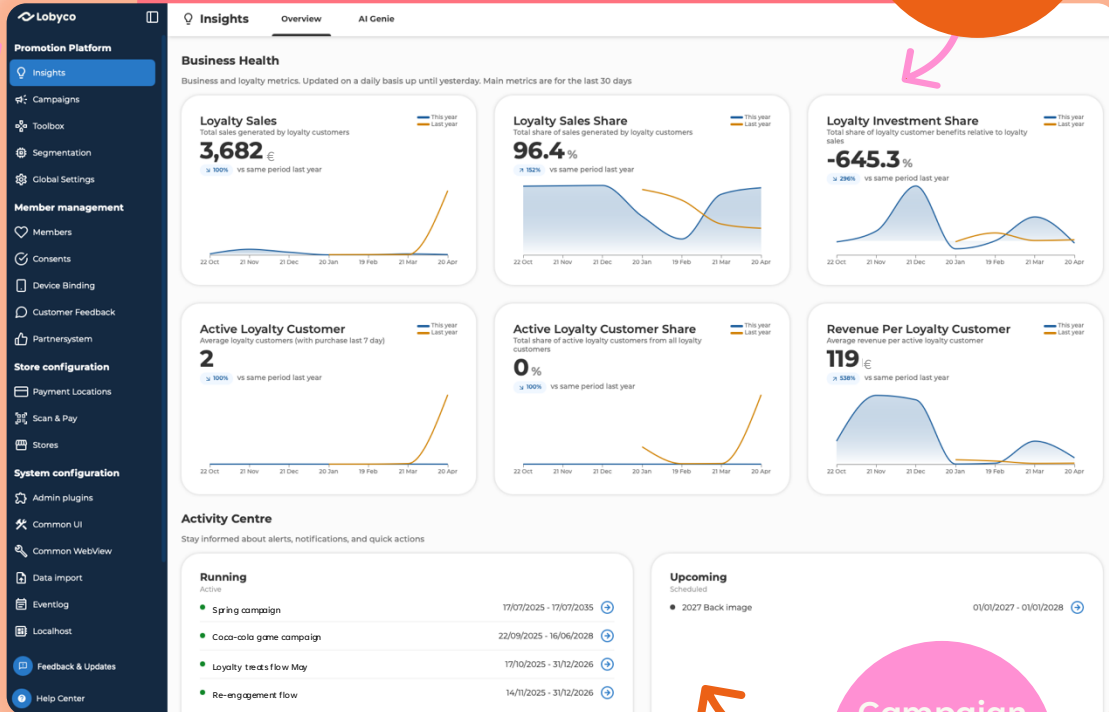 Lobyco
Promotion Platform
Insights
Campaigns
Toolbox
Segmentation
Global Settings
Member management
Members
Consents
Device Binding
Customer Feedback
Partnersystem
Store configuration
Payment Locations
Scan & Pay
Stores
System configuration
Admin plugins
Common UI
Common WebView
Data import
Eventlog
Localhost
Feedback & Updates
Help Center
Insights Overview AI Genie
Business Health
Business and loyalty metrics. Updated on a daily basis up until yesterday. Main metrics are for the last 30 days
Loyalty Sales
Total sales generated by loyalty customers
3,682 €
100% vs same period last year
This year
Last year
22 Oct 21 Nov 21 Dec 20 Jan 19 Feb 21 Mar 20 Apr
Loyalty Sales Share
Total share of sales generated by loyalty customers
96.4 %
152% vs same period last year
This year
Last year
22 Oct 21 Nov 21 Dec 20 Jan 19 Feb 21 Mar 20 Apr
Loyalty Investment Share
Total share of loyalty customer benefits relative to loyalty
sales
-645.3 %
296% vs same period last year
This year
Last year
22 Oct 21 Nov 21 Dec 20 Jan 19 Feb 21 Mar 20 Apr
Active Loyalty Customer
Average loyalty customers (with purchase last 7 day)
2
100% vs same period last year
This year
Last year
22 Oct 21 Nov 21 Dec 20 Jan 19 Feb 21 Mar 20 Apr
Active Loyalty Customer Share
Total share of active loyalty customers from all loyalty
customers
0 %
100% vs same period last year
This year
Last year
22 Oct 21 Nov 21 Dec 20 Jan 19 Feb 21 Mar 20 Apr
Revenue Per Loyalty Customer
Average revenue per active loyalty customer
119 €
538% vs same period last year
This year
Last year
22 Oct 21 Nov 21 Dec 20 Jan 19 Feb 21 Mar 20 Apr
Activity Centre
Stay informed about alerts, notifications, and quick actions
Running
Active
Spring campaign 17/07/2025 - 17/07/2035
Coca-cola game campaign 22/09/2025 - 16/06/2028
Loyalty treats flow May 17/10/2025 - 31/12/2026
Re-engagement flow 14/11/2025 - 31/12/2026
Upcoming
Scheduled
2027 Back image 01/01/2027 - 01/01/2028
Campaign